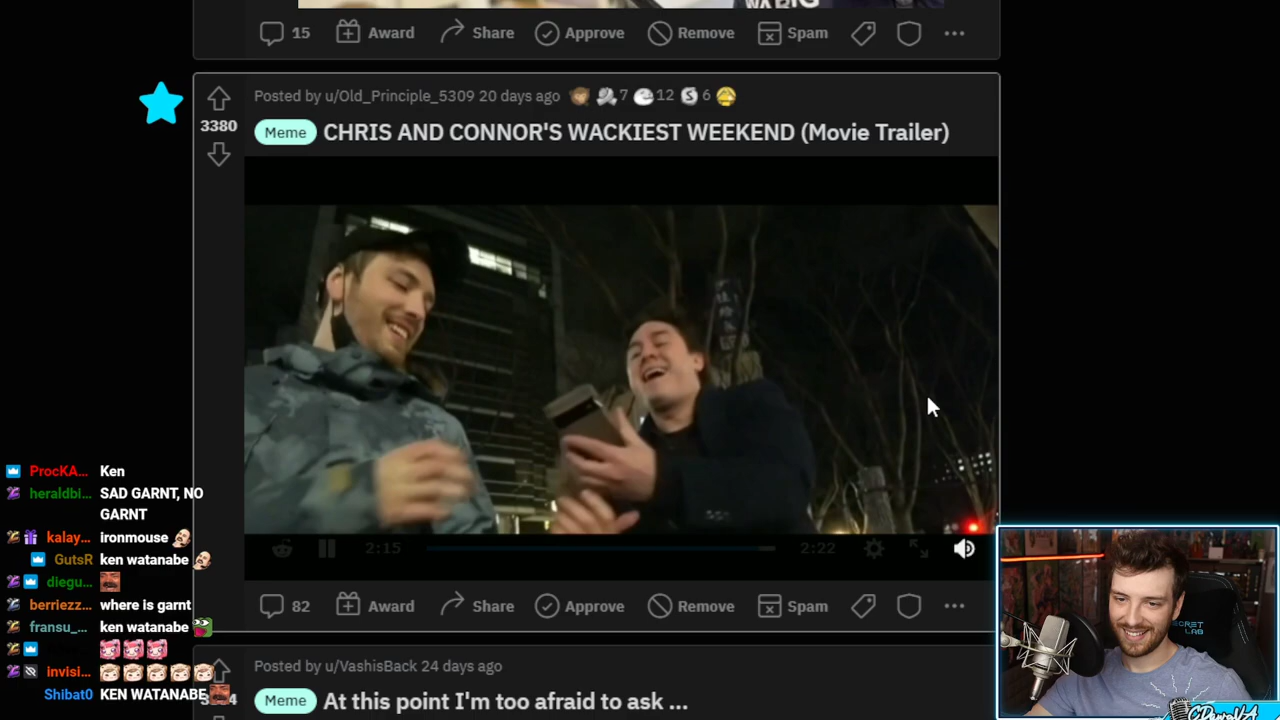 15 Award Share Approve Remove Spam
Posted by u/Old_Principle_5309 20 days ago 7 12 6
3380
Meme CHRIS AND CONNOR'S WACKIEST WEEKEND (Movie Trailer)
2:15 2:22
82 Award Share Approve Remove Spam
Posted by u/VashisBack 24 days ago
Meme At this point I'm too afraid to ask ...
ProcKA... Ken
heraldbi... SAD GARNT, NO
GARNT
kalay... ironmouse
GutsR ken watanabe
diegu...
berriezz... where is garnt
fransu_... ken watanabe
invisi...
Shibat0 KEN WATANABE
SECRET
LAB